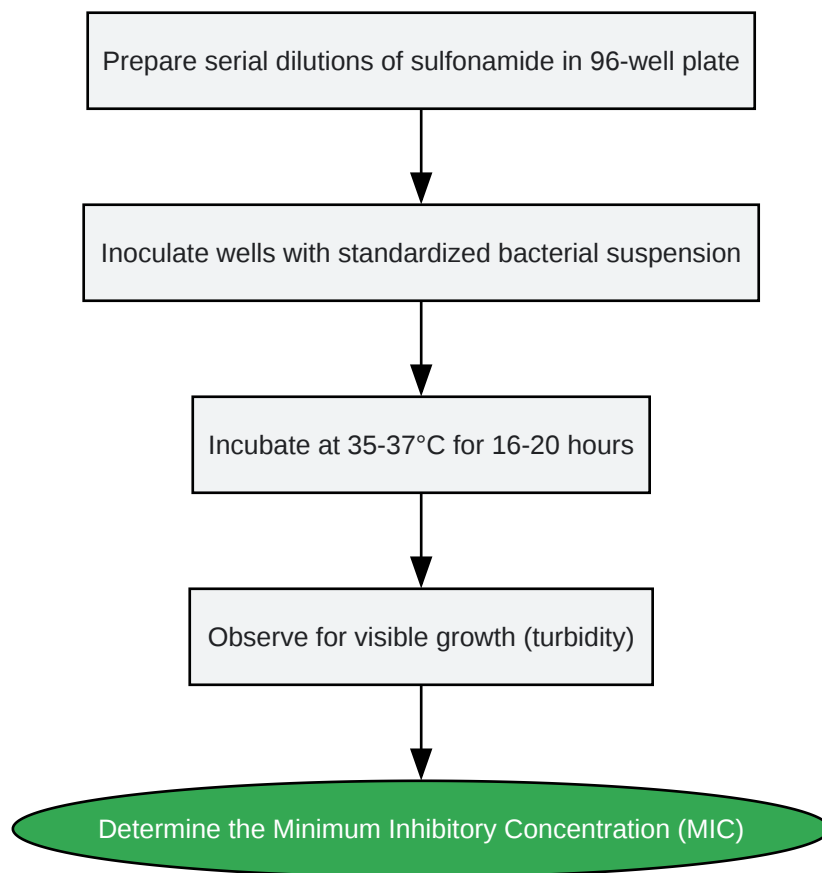 Prepare serial dilutions of sulfonamide in 96-well plate
Inoculate wells with standardized bacterial suspension
Incubate at 35-37°C for 16-20 hours
Observe for visible growth (turbidity)
Determine the Minimum Inhibitory Concentration (MIC)